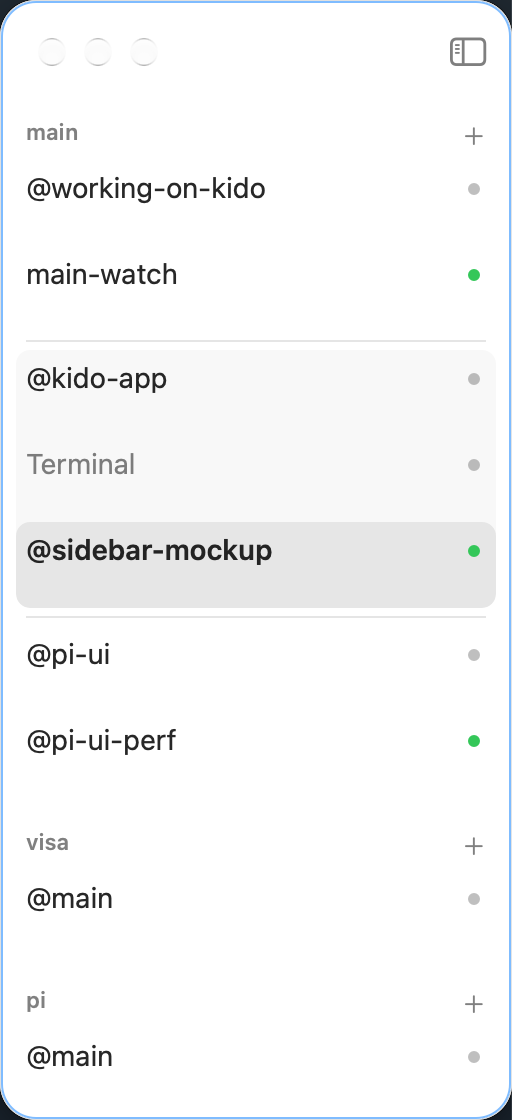 main
@working-on-kido
main-watch
@kido-app
Terminal
@sidebar-mockup
@pi-ui
@pi-ui-perf
visa
@main
pi
@main